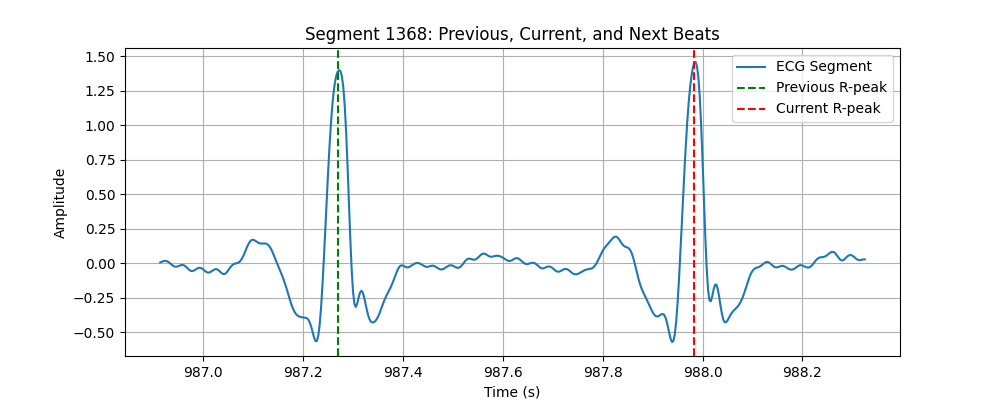 Segment 1368: Previous, Current, and Next Beats
1.50
1.25
1.00
0.75
0.50
0.25
0.00
−0.25
−0.50
Amplitude
ECG Segment
Previous R-peak
Current R-peak
987.0 987.2 987.4 987.6 987.8 988.0 988.2
Time (s)